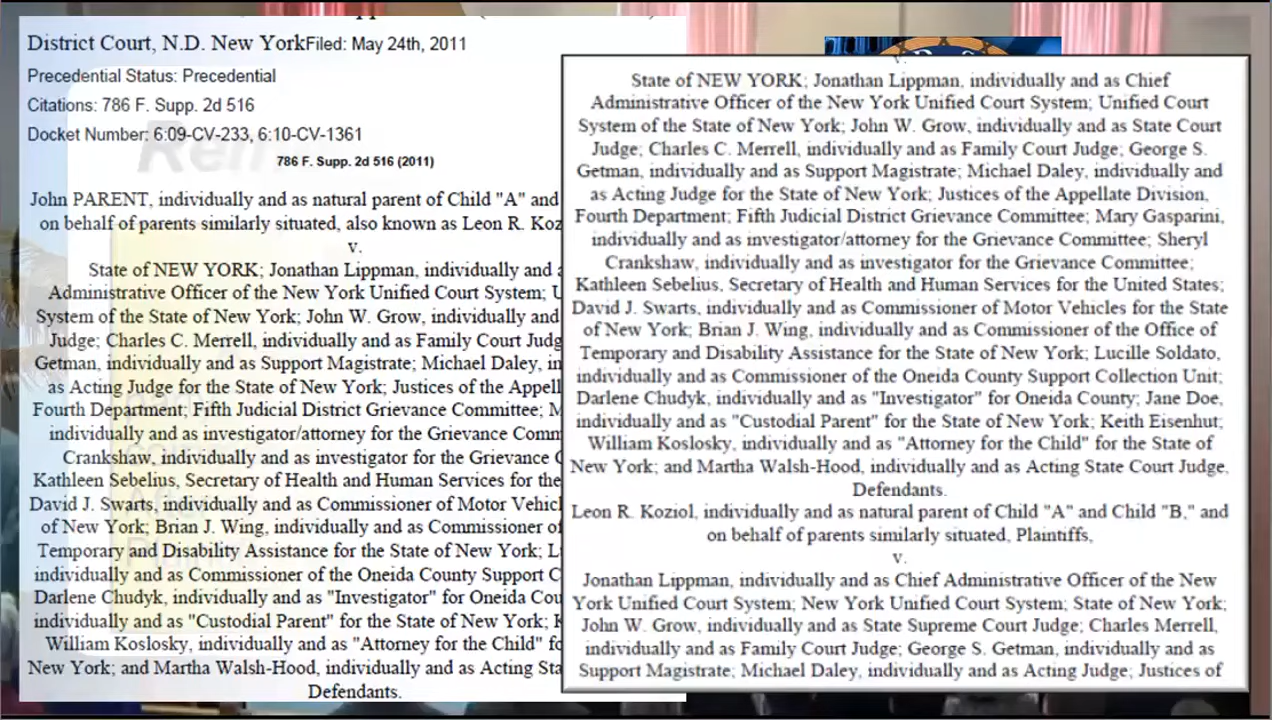 District Court, N.D. New YorkFiled: May 24th, 2011
Precedential Status: Precedential
Citations: 786 F. Supp. 2d 516
Docket Number: 6:09-CV-233, 6:10-CV-1361
786 F. Supp. 2d 516 (2011)
John PARENT, individually and as natural parent of Child "A" and
on behalf of parents similarly situated, also known as Leon R. Koz
v.
State of NEW YORK; Jonathan Lippman, individually and a
Administrative Officer of the New York Unified Court System; U
System of the State of New York; John W. Grow, individually and
Judge; Charles C. Merrell, individually and as Family Court Judg
Getman, individually and as Support Magistrate; Michael Daley, in
as Acting Judge for the State of New York; Justices of the Appell
Fourth Department; Fifth Judicial District Grievance Committee; M
individually and as investigator/attorney for the Grievance Comm
Crankshaw, individually and as investigator for the Grievance C
Kathleen Sebelius, Secretary of Health and Human Services for the
David J. Swarts, individually and as Commissioner of Motor Vehicl
of New York; Brian J. Wing, individually and as Commissioner of
Temporary and Disability Assistance for the State of New York; L
individually and as Commissioner of the Oneida County Support C
Darlene Chudyk, individually and as "Investigator" for Oneida Cou
individually and as "Custodial Parent" for the State of New York; K
William Koslosky, individually and as "Attorney for the Child" fo
New York; and Martha Walsh-Hood, individually and as Acting Sta
Defendants.
State of NEW YORK; Jonathan Lippman, individually and as Chief
Administrative Officer of the New York Unified Court System; Unified Court
System of the State of New York; John W. Grow, individually and as State Court
Judge; Charles C. Merrell, individually and as Family Court Judge; George S.
Getman, individually and as Support Magistrate; Michael Daley, individually and
as Acting Judge for the State of New York; Justices of the Appellate Division,
Fourth Department; Fifth Judicial District Grievance Committee; Mary Gasparini,
individually and as investigator/attorney for the Grievance Committee; Sheryl
Crankshaw, individually and as investigator for the Grievance Committee;
Kathleen Sebelius, Secretary of Health and Human Services for the United States;
David J. Swarts, individually and as Commissioner of Motor Vehicles for the State
of New York; Brian J. Wing, individually and as Commissioner of the Office of
Temporary and Disability Assistance for the State of New York; Lucille Soldato,
individually and as Commissioner of the Oneida County Support Collection Unit;
Darlene Chudyk, individually and as "Investigator" for Oneida County; Jane Doe,
individually and as "Custodial Parent" for the State of New York; Keith Eisenhut;
William Koslosky, individually and as "Attorney for the Child" for the State of
New York; and Martha Walsh-Hood, individually and as Acting State Court Judge,
Defendants.
Leon R. Koziol, individually and as natural parent of Child "A" and Child "B," and
on behalf of parents similarly situated, Plaintiffs,
v.
Jonathan Lippman, individually and as Chief Administrative Officer of the New
York Unified Court System; New York Unified Court System; State of New York;
John W. Grow, individually and as State Supreme Court Judge; Charles Merrell,
individually and as Family Court Judge; George S. Getman, individually and as
Support Magistrate; Michael Daley, individually and as Acting Judge; Justices of